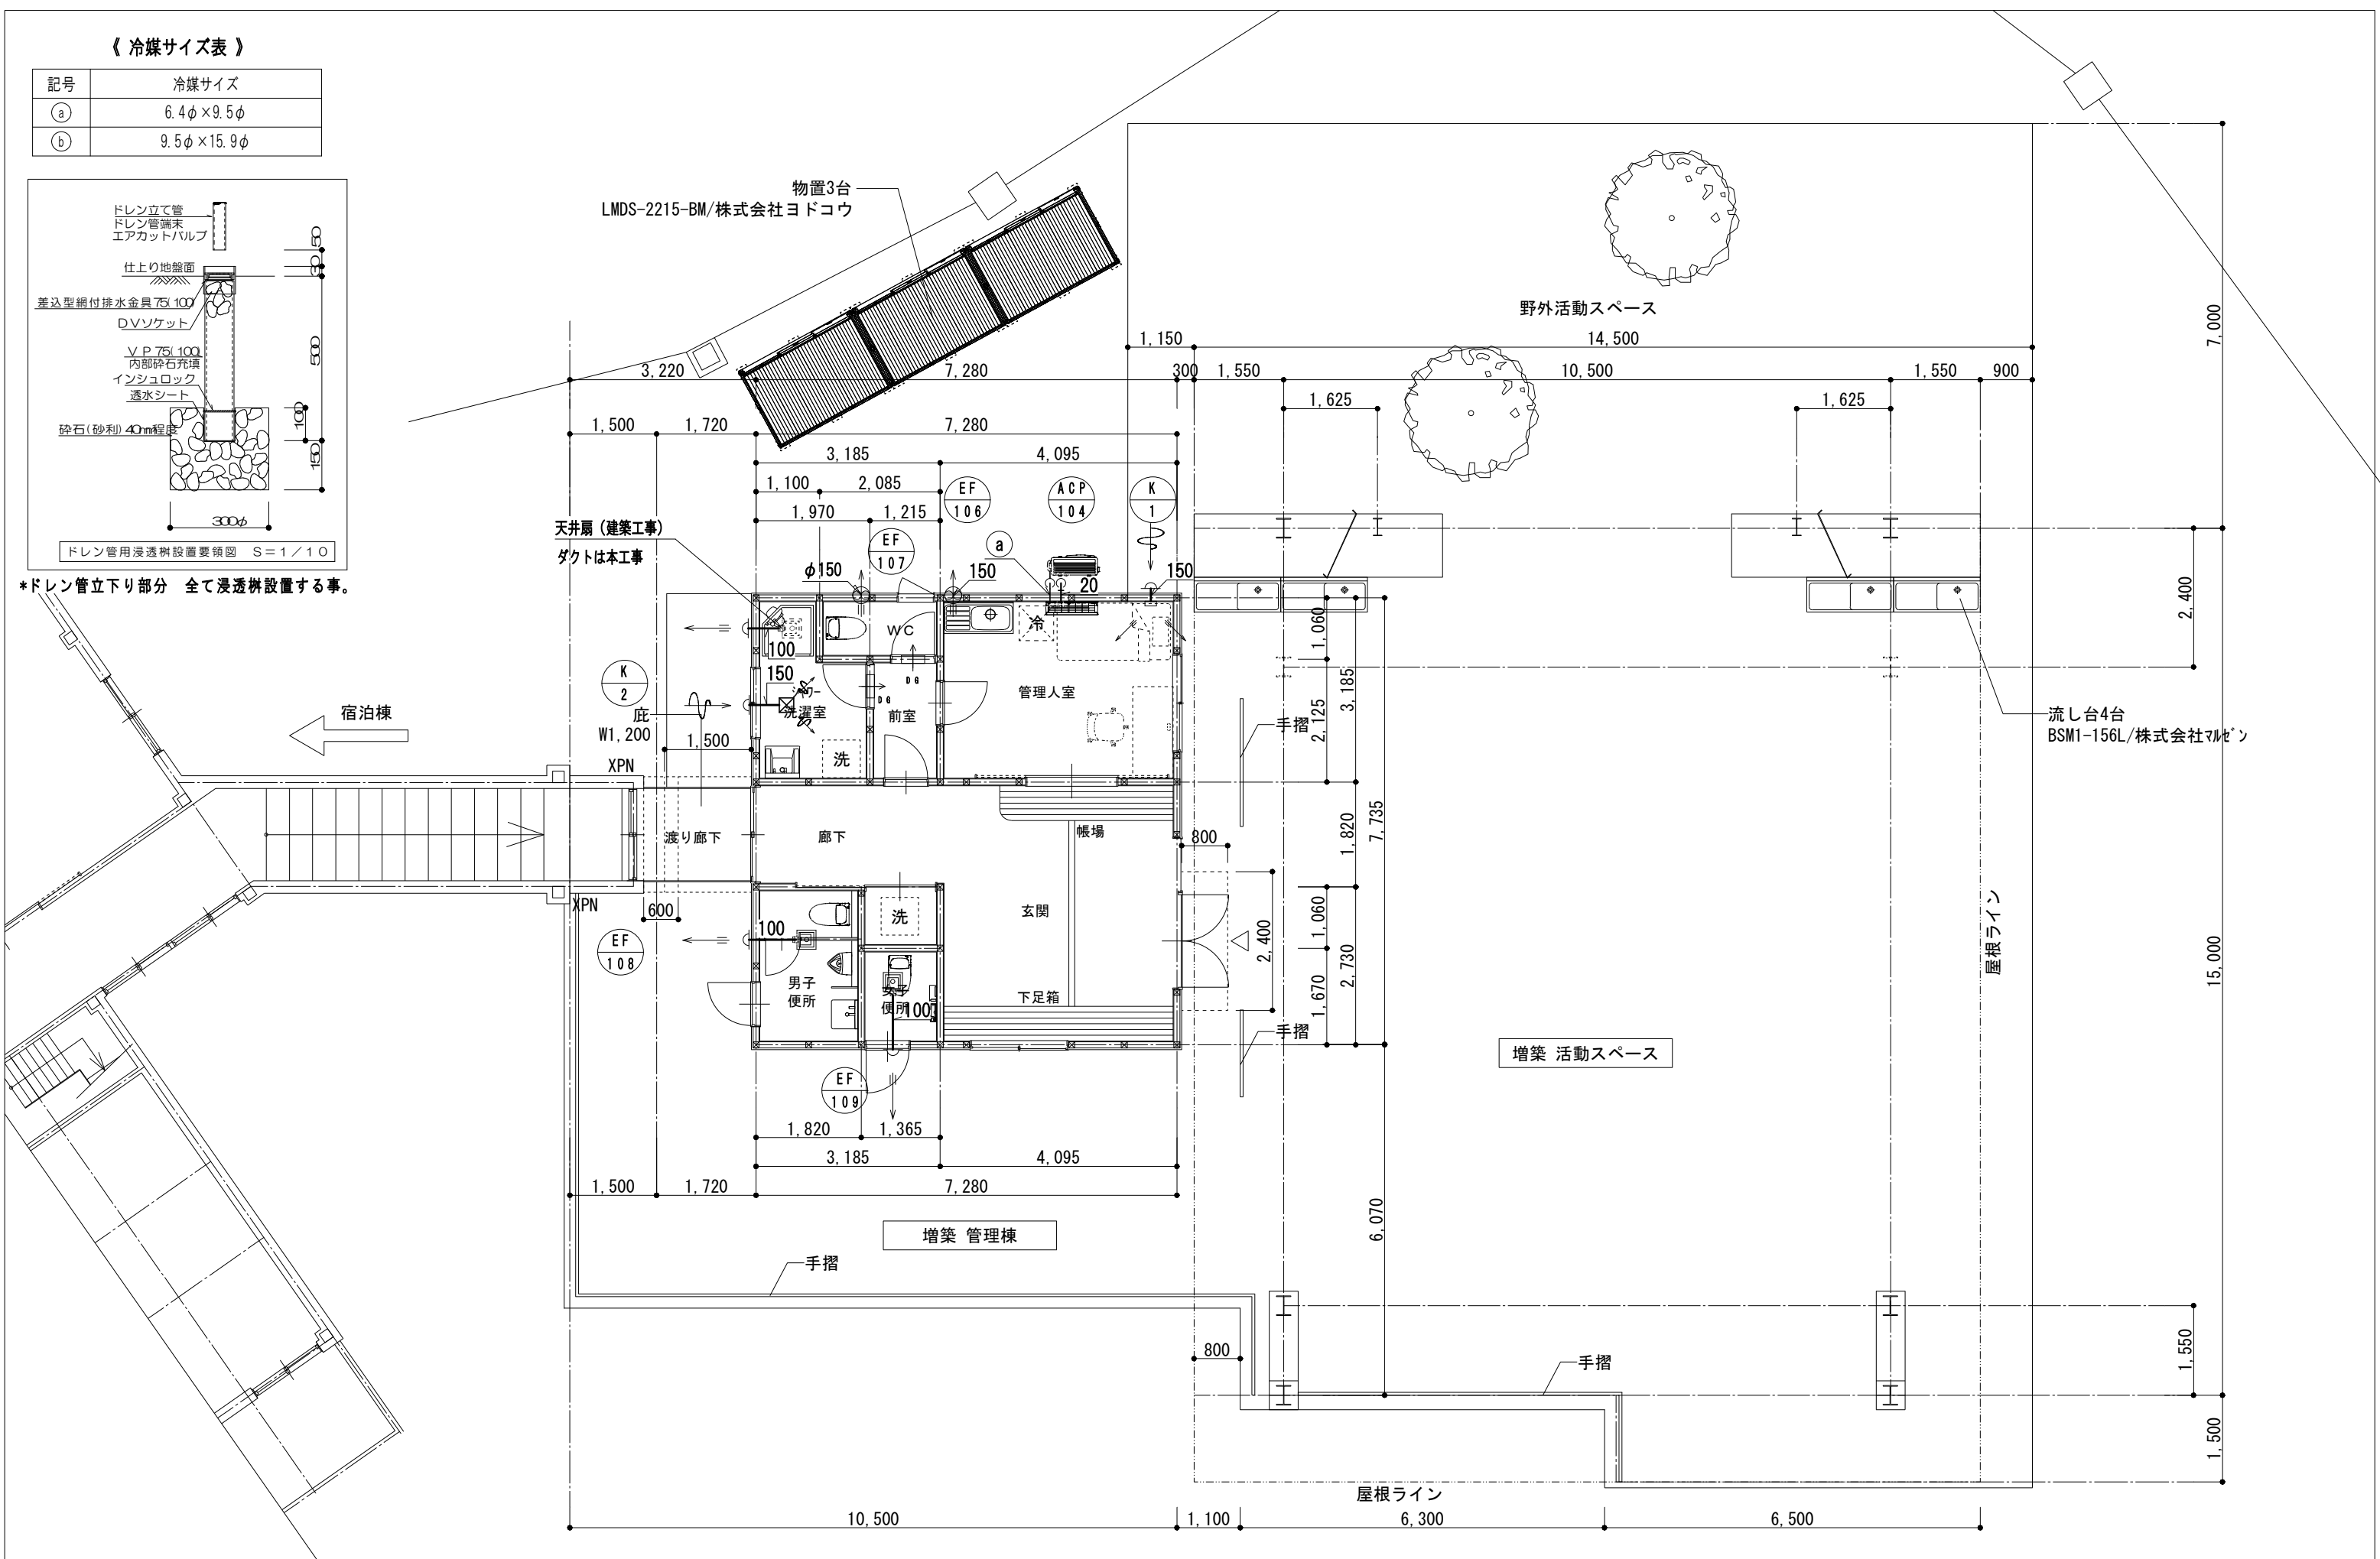 《 冷媒サイズ表 》
記号 冷媒サイズ
a 6.4φ×9.5φ
b 9.5φ×15.9φ
ドレン立て管
ドレン管端末
エアカットバルブ
50
仕上り地盤面
30
差込型網付排水金具75(100)
DVソケット
VP75(100)
内部砕石充填
500
インシュロック
透水シート
砕石(砂利)40mm程度
100
150
300φ
ドレン管用浸透桝設置要領図 S=1/10
*ドレン管立下り部分 全て浸透桝設置する事。
物置3台
LMDS-2215-BM/株式会社ヨドコウ
野外活動スペース
1,150 14,500
7,000
3,220 7,280 300 1,550 10,500 1,550 900
1,625 1,625
1,500 1,720 7,280
3,185 4,095
1,100 2,085
1,970 1,215
EF
106
ACP
104
K
1
天井扇（建築工事）
ダクトは本工事
EF
107
a
φ150 150 20 150
2,400
冷
WC
100
150
1,060
K
2
DG
DG
管理人室
洗濯室
前室
3,185
2,125
宿泊棟
庇
W1,200
1,500
手摺
流し台4台
BSM1-156L/株式会社マルゼン
洗
XPN
7,735
1,820
渡り廊下
廊下
帳場
800
XPN
600
洗
玄関
100
EF
108
2,400
1,060
2,730
1,670
屋根ライン
15,000
男子
便所
女子
便所
100
下足箱
手摺
増築 活動スペース
EF
109
1,820 1,365
3,185 4,095
1,500 1,720 7,280
6,070
増築 管理棟
手摺
800
手摺
1,550
1,500
屋根ライン
10,500 1,100 6,300 6,500